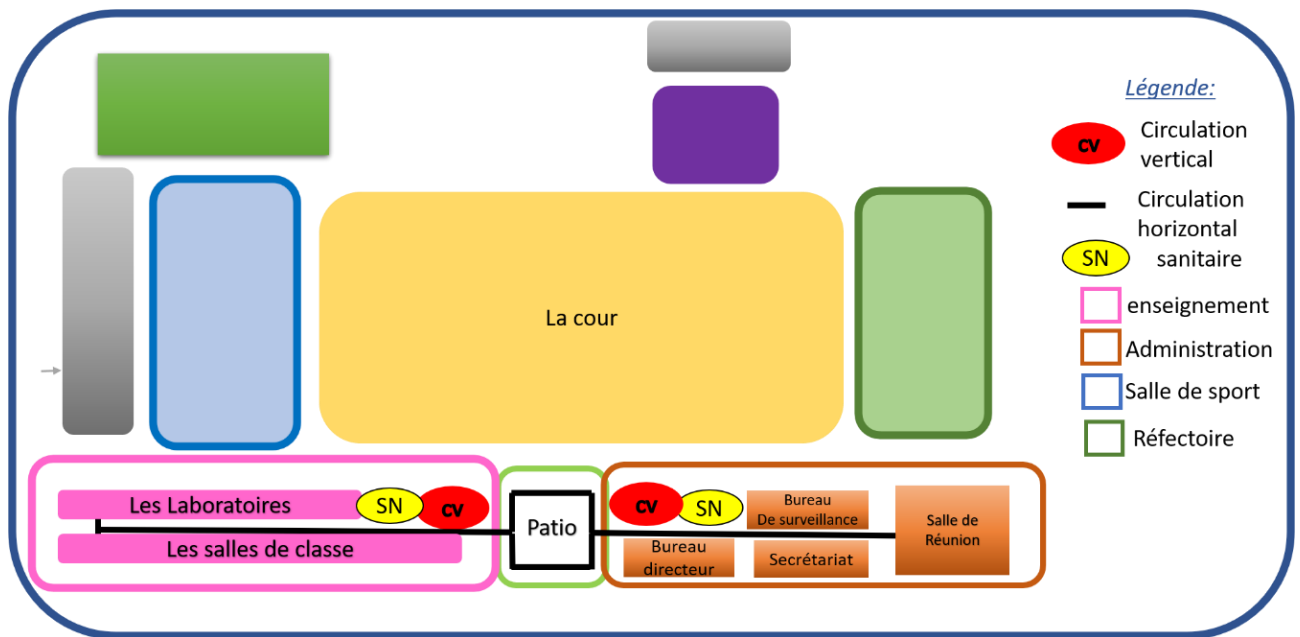 Légende:
cv
Circulation
vertical
Circulation
horizontal
SN
sanitaire
enseignement
Administration
Salle de sport
Réfectoire
La cour
Les Laboratoires
SN
cv
Les salles de classe
Patio
cv
SN
Bureau
De surveillance
Bureau
directeur
Secrétariat
Salle de
Réunion